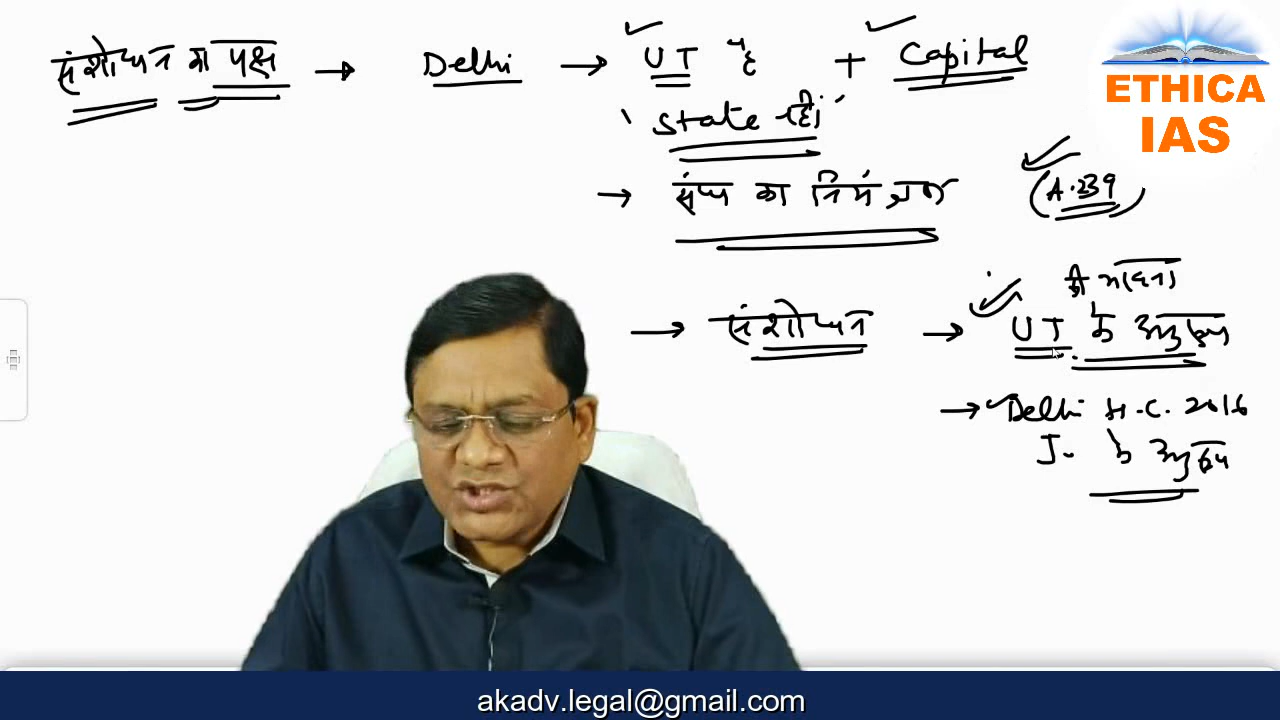 संशोधन का पक्ष → Delhi → UT है + Capital
'State नहीं'
→ संघ का नियंत्रण (A.239)
की भावना
→ संशोधन → UT के अनुरूप
→ Delhi H.C. 2016
J. के अनुरूप
ETHICA
IAS
akadv.legal@gmail.com